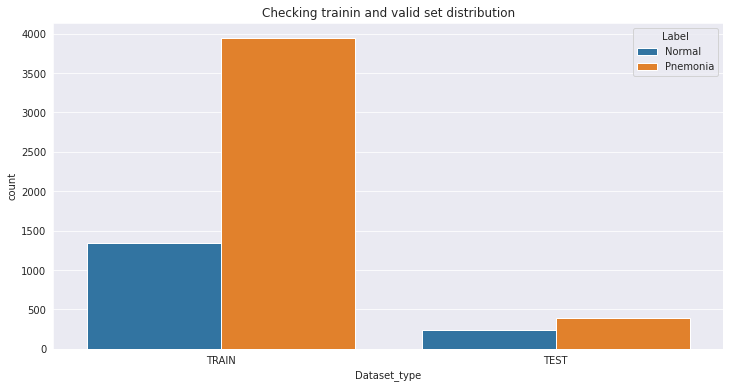 Checking trainin and valid set distribution
Label
Normal
Pnemonia
count
4000
3500
3000
2500
2000
1500
1000
500
0
TRAIN
TEST
Dataset_type